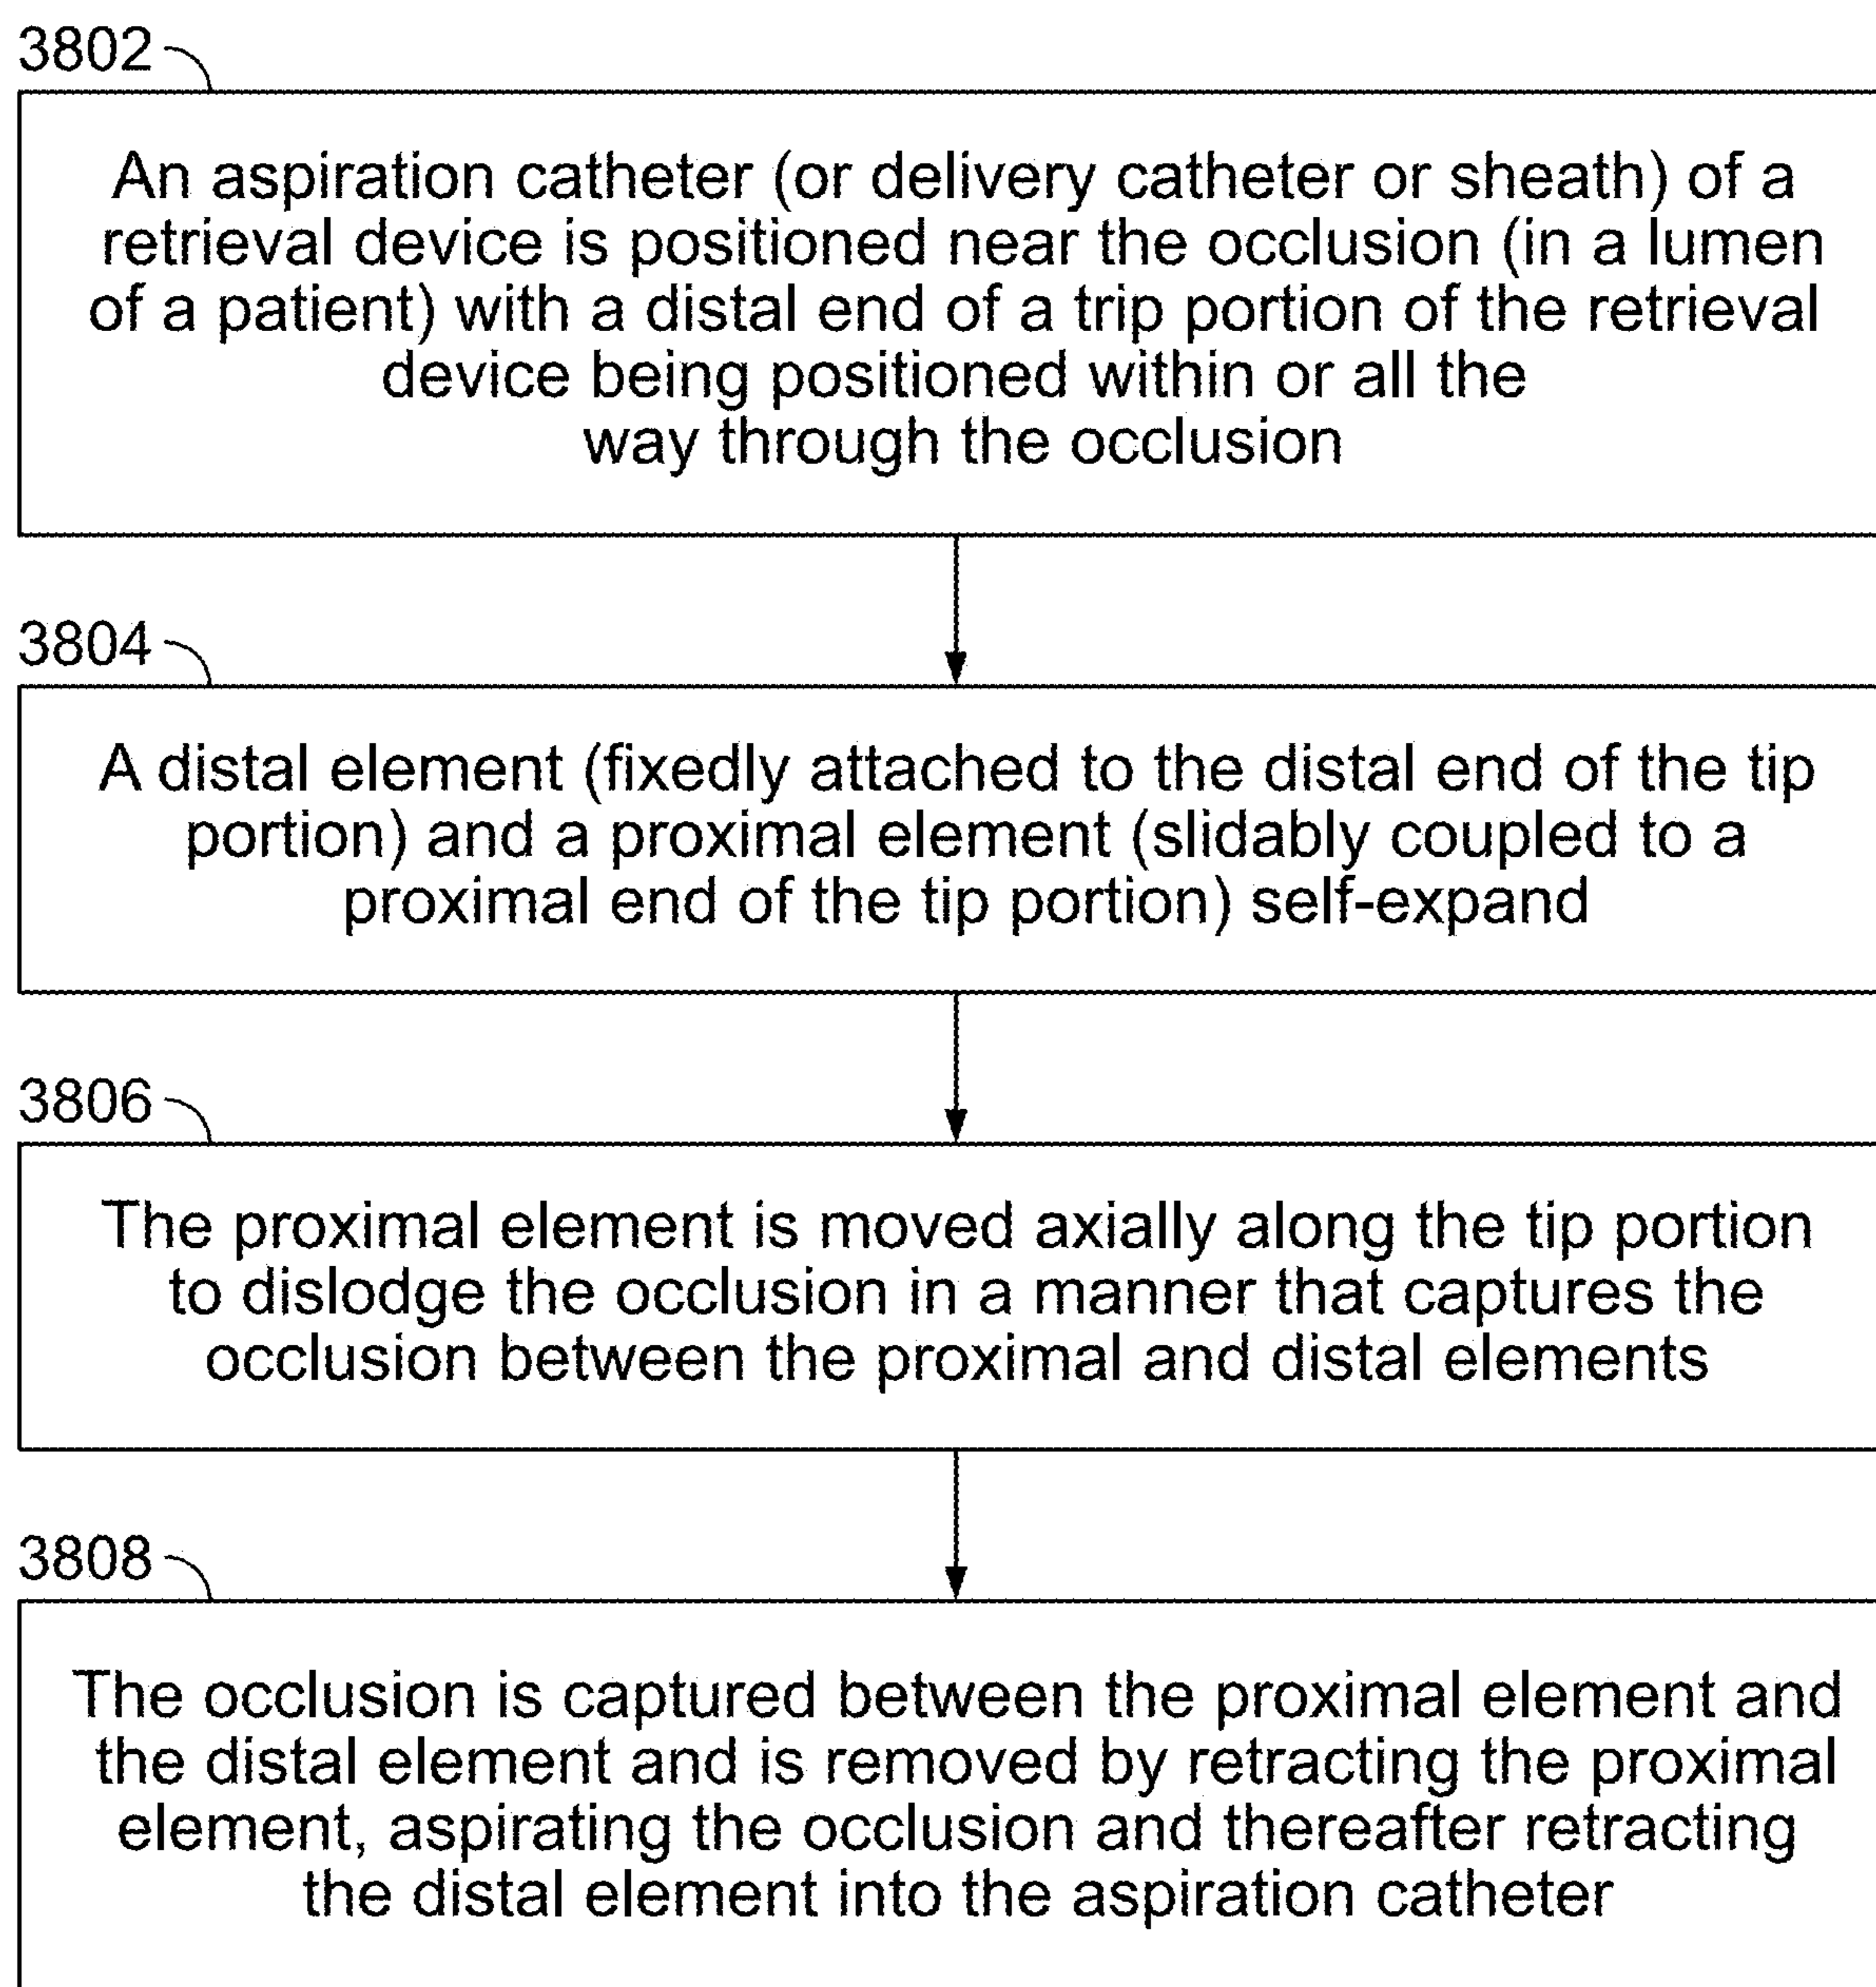 3802
An aspiration catheter (or delivery catheter or sheath) of a
retrieval device is positioned near the occlusion (in a lumen
of a patient) with a distal end of a trip portion of the retrieval
device being positioned within or all the
way through the occlusion
3804
A distal element (fixedly attached to the distal end of the tip
portion) and a proximal element (slidably coupled to a
proximal end of the tip portion) self-expand
3806
The proximal element is moved axially along the tip portion
to dislodge the occlusion in a manner that captures the
occlusion between the proximal and distal elements
3808
The occlusion is captured between the proximal element and
the distal element and is removed by retracting the proximal
element, aspirating the occlusion and thereafter retracting
the distal element into the aspiration catheter